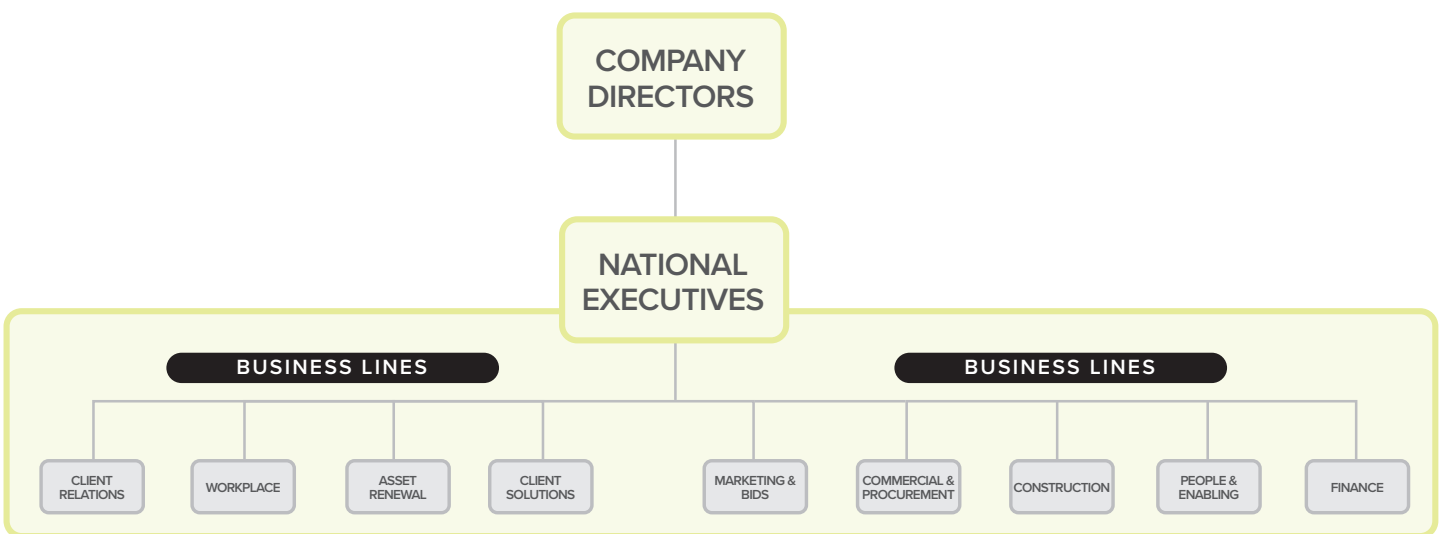 COMPANY
DIRECTORS
NATIONAL
EXECUTIVES
BUSINESS LINES
BUSINESS LINES
CLIENT
RELATIONS
WORKPLACE
ASSET
RENEWAL
CLIENT
SOLUTIONS
MARKETING &
BIDS
COMMERCIAL &
PROCUREMENT
CONSTRUCTION
PEOPLE &
ENABLING
FINANCE